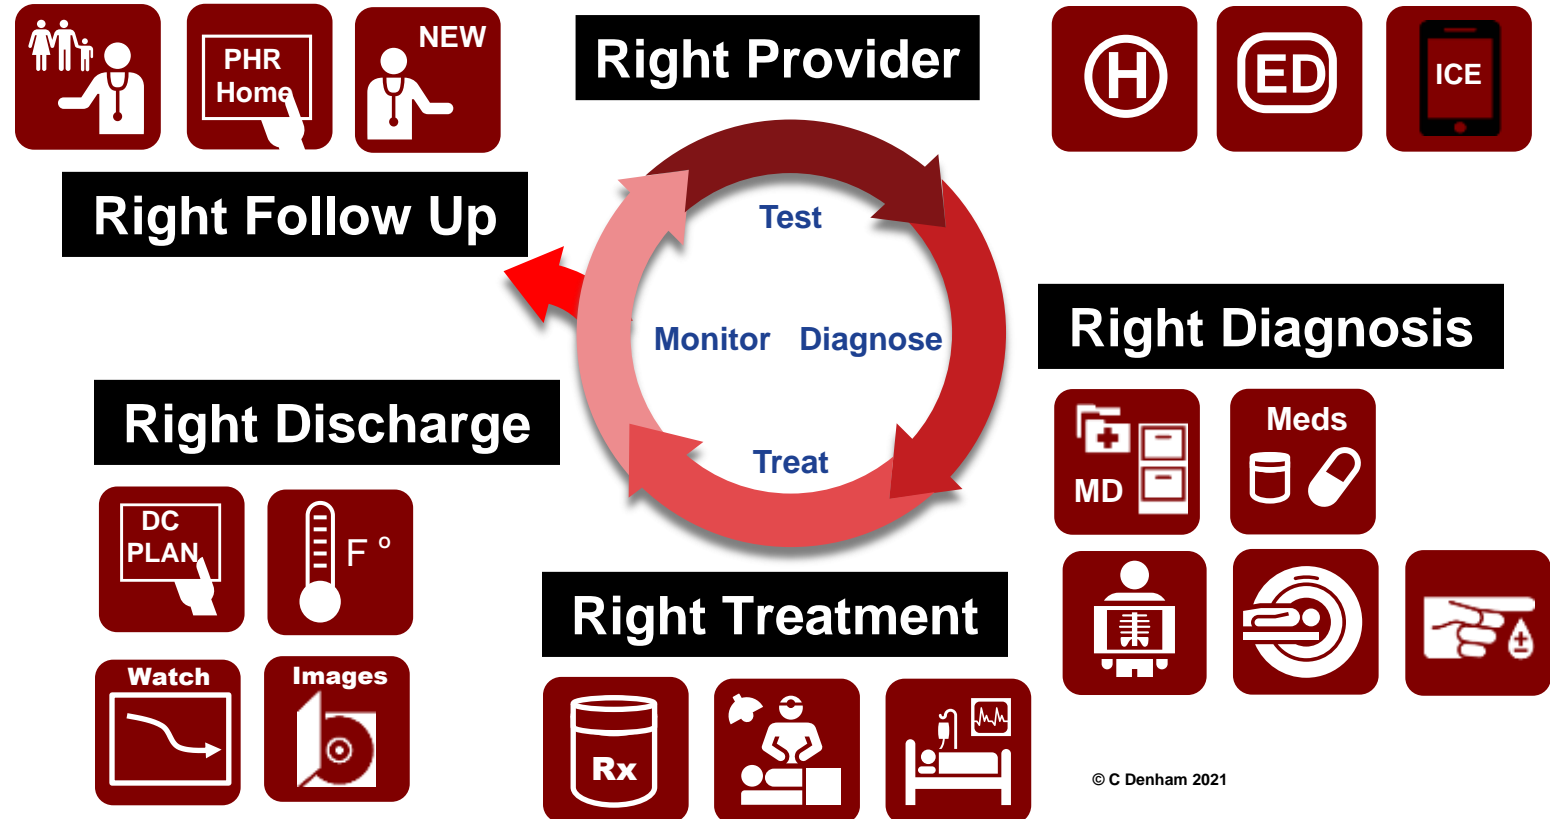 NEW
PHR
Home
Right Provider
H
ED
ICE
Right Follow Up
Test
Monitor
Diagnose
Treat
Right Diagnosis
MD
Meds
Right Discharge
DC
PLAN
F °
Watch
Images
Right Treatment
Rx
© C Denham 2021